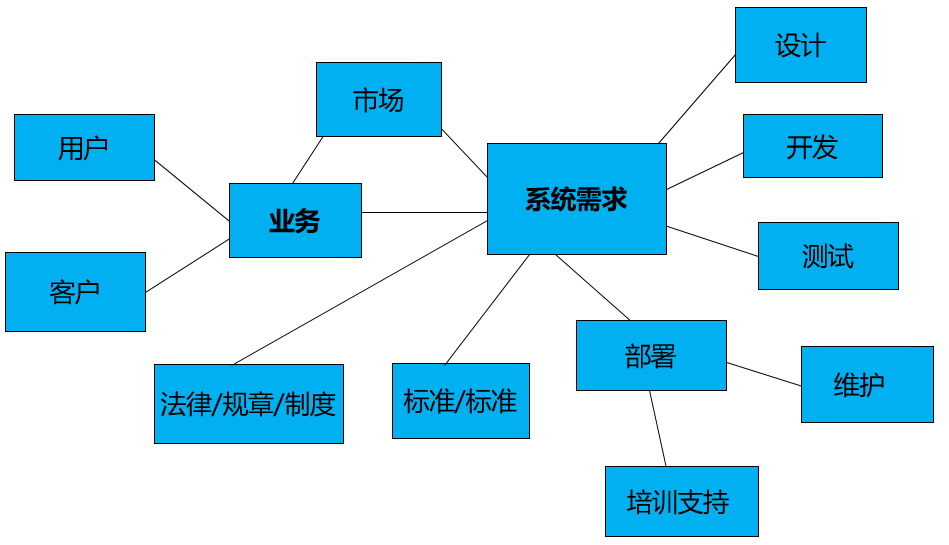 设计
市场
用户
开发
系统需求
业务
测试
客户
部署
维护
法律/规章/制度
标准/标准
培训支持